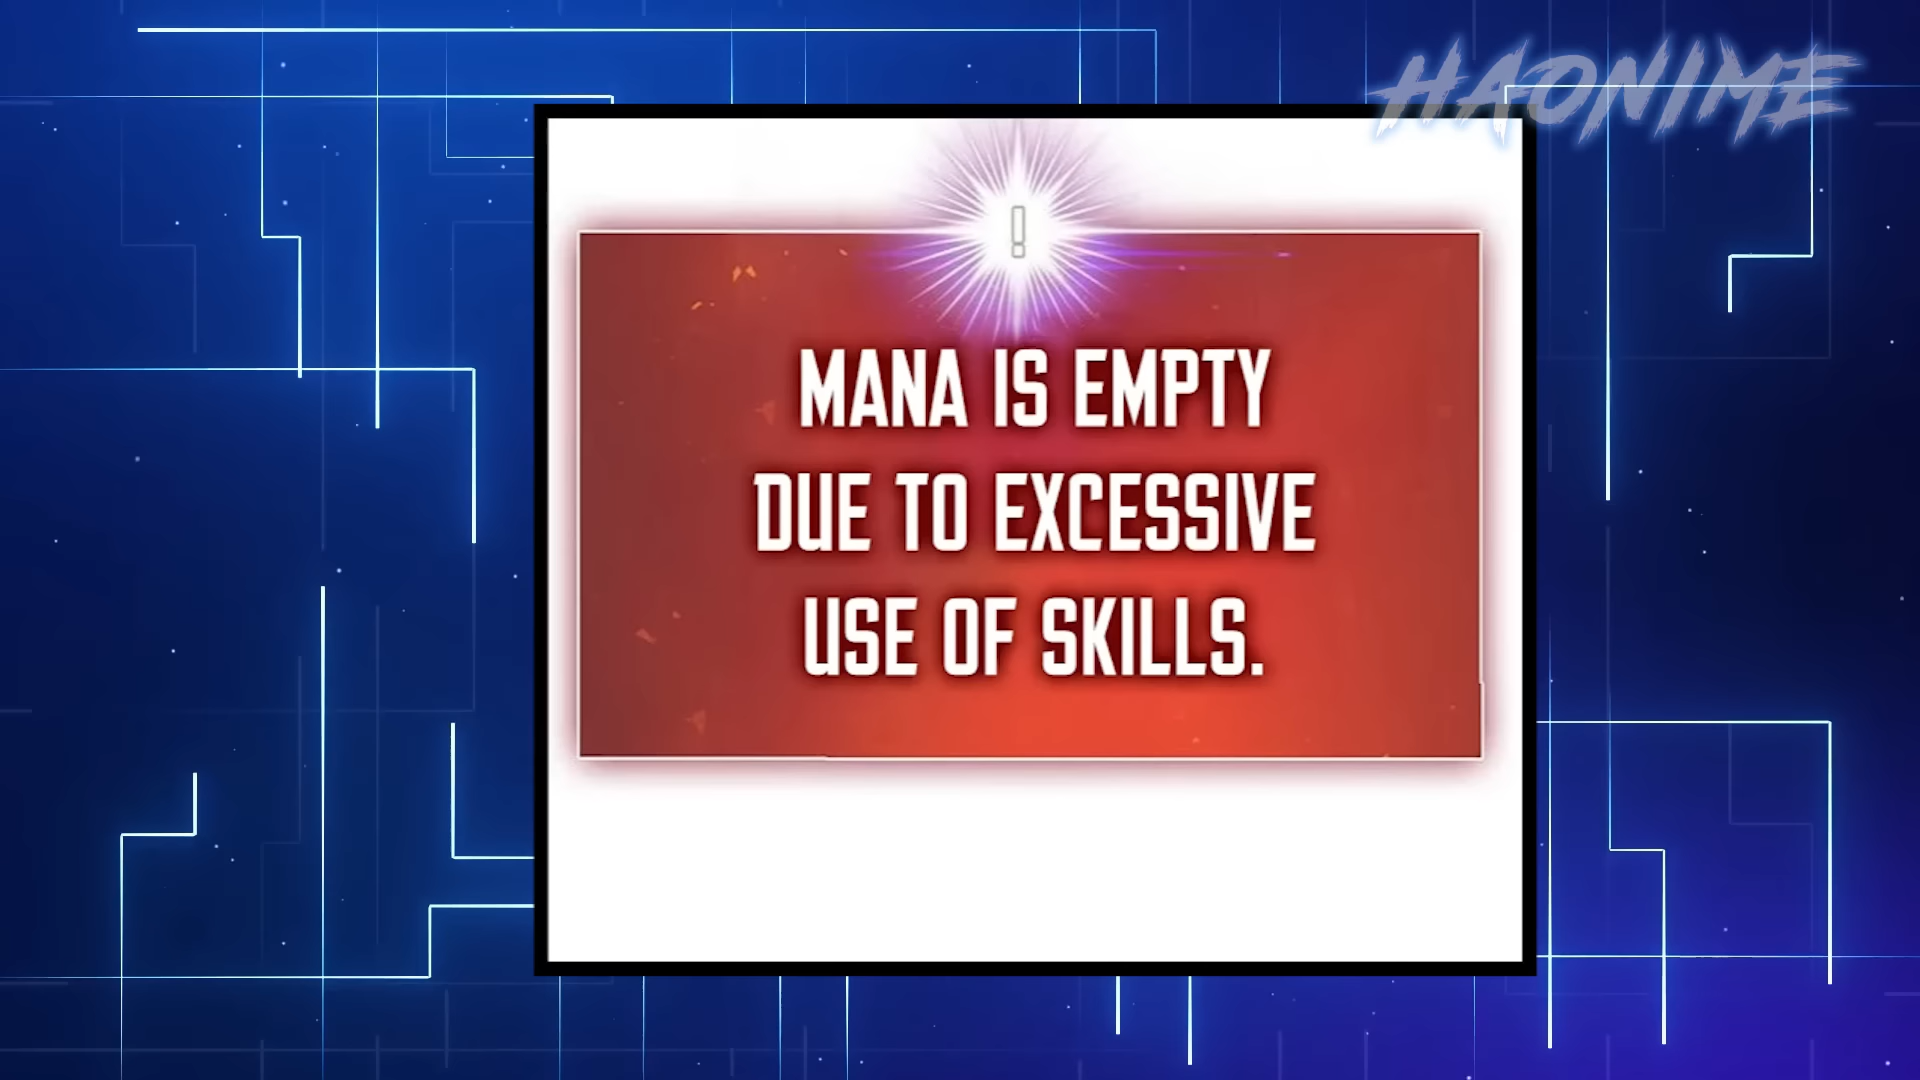 HAONIME
!
MANA IS EMPTY
DUE TO EXCESSIVE
USE OF SKILLS.